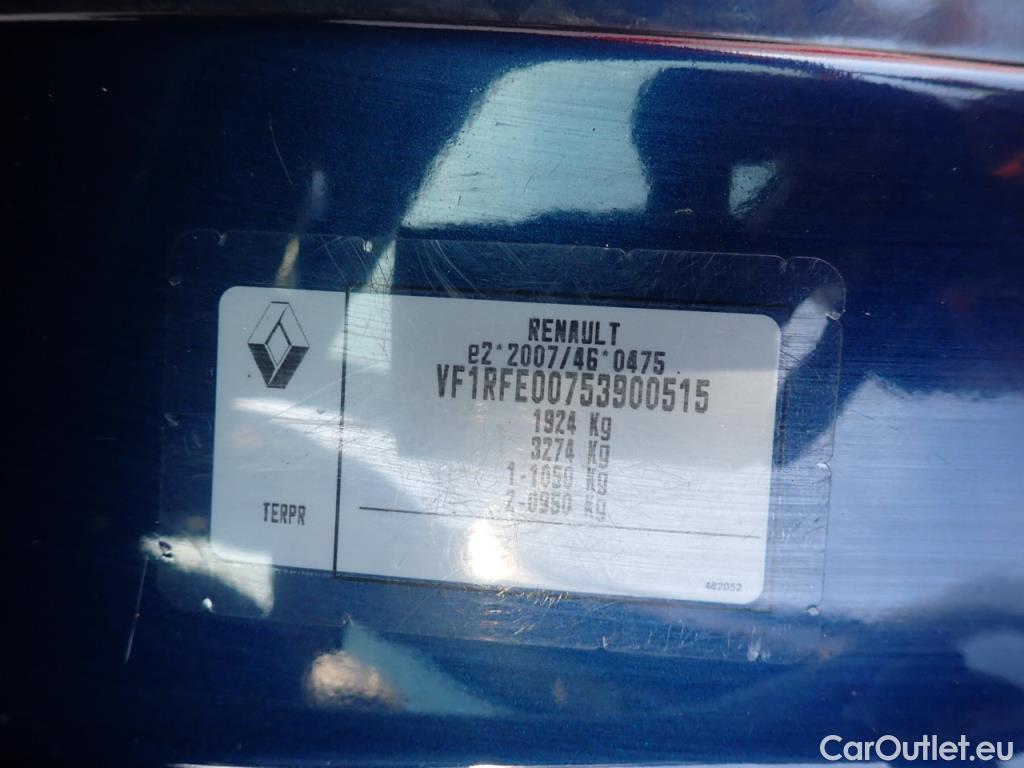 RENAULT
e2*2007/46*0475
VF1RFE00753900515
1924 Kg
3274 Kg
1-1050 Kg
2-0950 Kg
TERPR
462052
CarOutlet.eu